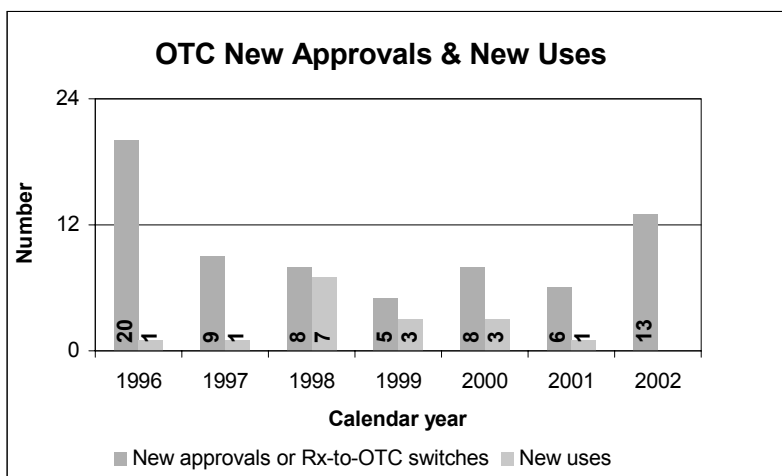 OTC New Approvals & New Uses
24
12
0
Number
20 1 9 1 8 7 5 3 8 3 6 1 13
1996 1997 1998 1999 2000 2001 2002
Calendar year
New approvals or Rx-to-OTC switches New uses